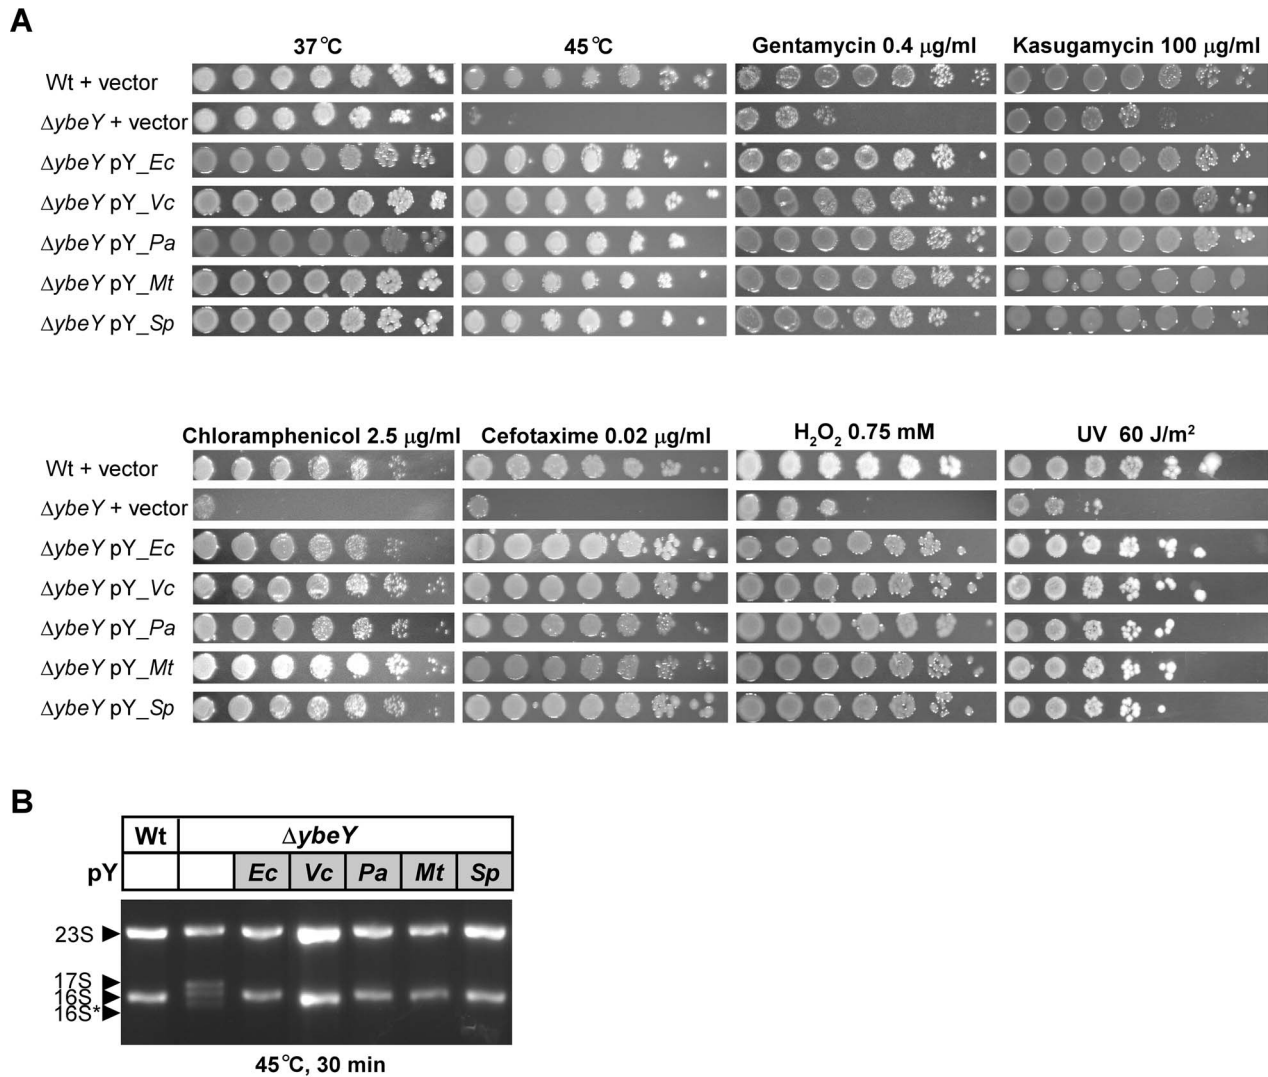 A
37°C 45°C Gentamycin 0.4 μg/ml Kasugamycin 100 μg/ml
Wt + vector
ΔybeY + vector
ΔybeY pY_Ec
ΔybeY pY_Vc
ΔybeY pY_Pa
ΔybeY pY_Mt
ΔybeY pY_Sp
Chloramphenicol 2.5 μg/ml Cefotaxime 0.02 μg/ml H₂O₂ 0.75 mM UV 60 J/m²
Wt + vector
ΔybeY + vector
ΔybeY pY_Ec
ΔybeY pY_Vc
ΔybeY pY_Pa
ΔybeY pY_Mt
ΔybeY pY_Sp
B
Wt ΔybeY
pY Ec Vc Pa Mt Sp
23S
17S
16S
16S*
45°C, 30 min